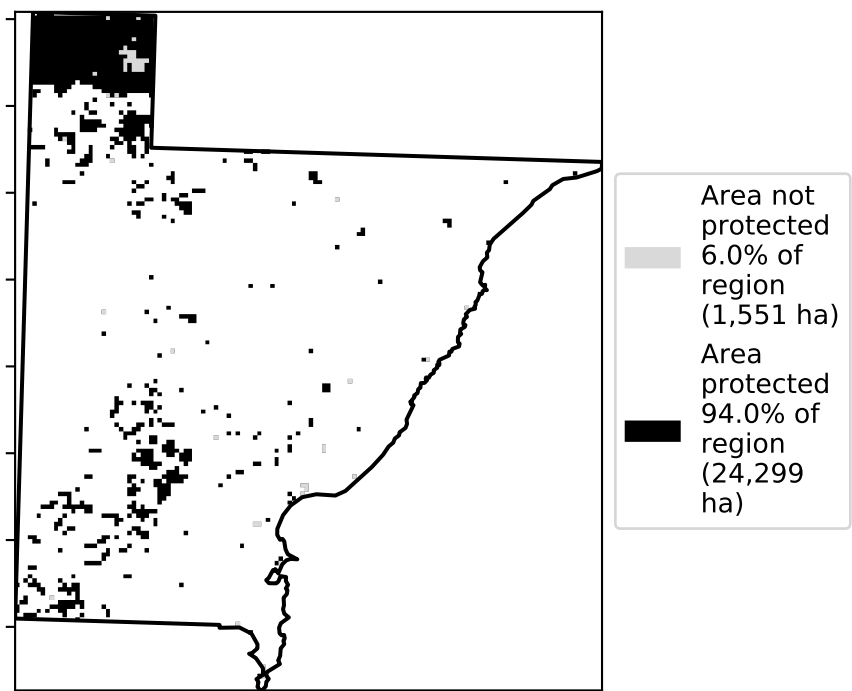 Area not
protected
6.0% of
region
(1,551 ha)
Area
protected
94.0% of
region
(24,299
ha)